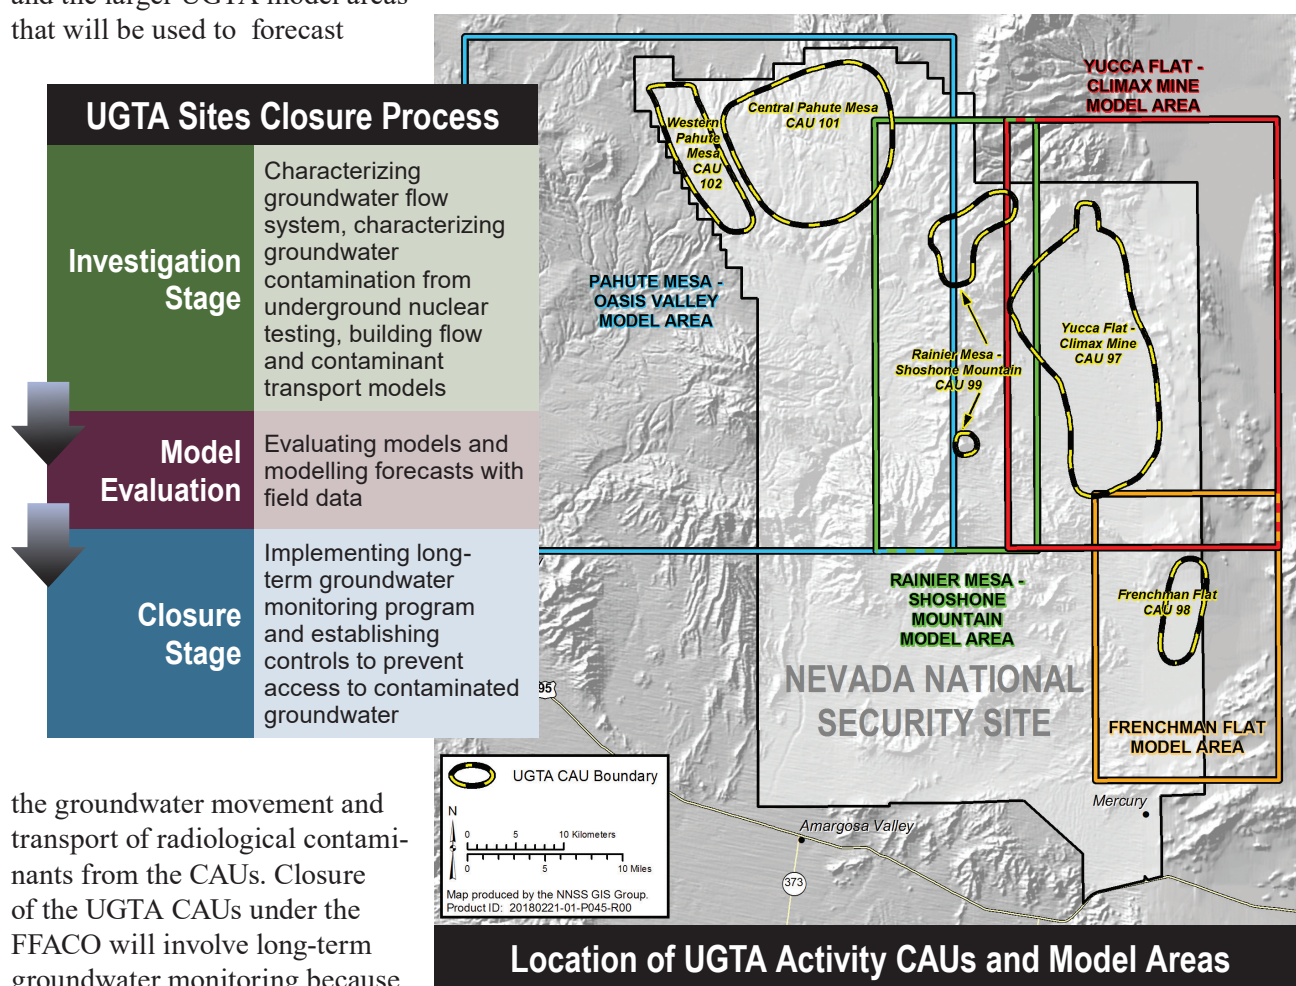 and the larger UGTA model areas
that will be used to forecast
UGTA Sites Closure Process
Investigation
Stage
Characterizing
groundwater flow
system, characterizing
groundwater
contamination from
underground nuclear
testing, building flow
and contaminant
transport models
Model
Evaluation
Evaluating models and
modelling forecasts with
field data
Closure
Stage
Implementing long-
term groundwater
monitoring program
and establishing
controls to prevent
access to contaminated
groundwater
the groundwater movement and
transport of radiological contami-
nants from the CAUs. Closure
of the UGTA CAUs under the
FFACO will involve long-term
groundwater monitoring because
YUCCA FLAT -
CLIMAX MINE
MODEL AREA
Central Pahute Mesa
CAU 101
Western
Pahute
Mesa
CAU
102
PAHUTE MESA -
OASIS VALLEY
MODEL AREA
Yucca Flat -
Climax Mine
CAU 97
Rainier Mesa -
Shoshone Mountain
CAU 99
RAINIER MESA -
SHOSHONE
MOUNTAIN
MODEL AREA
Frenchman Flat
CAU 98
NEVADA NATIONAL
SECURITY SITE
FRENCHMAN FLAT
MODEL AREA
95
Mercury
Amargosa Valley
373
UGTA CAU Boundary
N
0 5 10 Kilometers
0 5 10 Miles
Map produced by the NNSS GIS Group.
Product ID: 20180221-01-P045-R00
Location of UGTA Activity CAUs and Model Areas